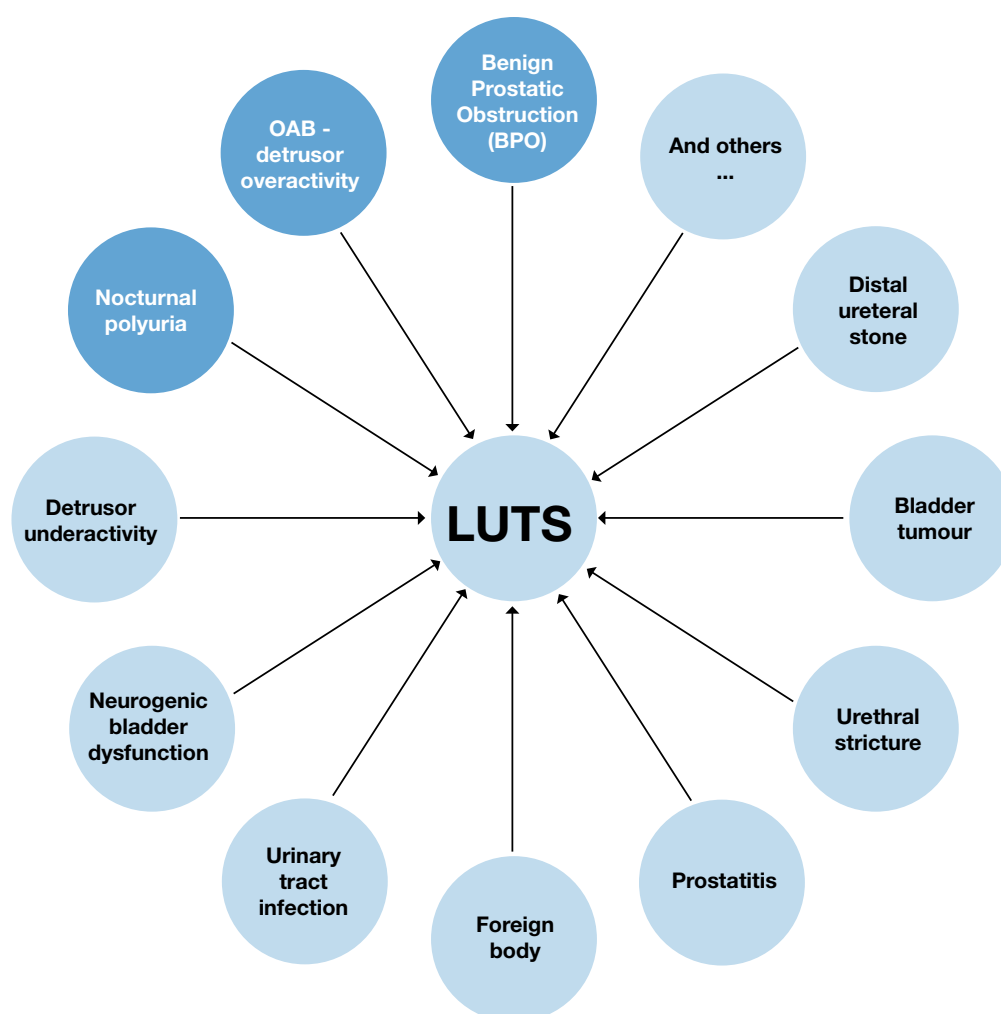 Benign
Prostatic
Obstruction
(BPO)
And others
...
Distal
ureteral
stone
Bladder
tumour
Urethral
stricture
Prostatitis
Foreign
body
Urinary
tract
infection
Neurogenic
bladder
dysfunction
Detrusor
underactivity
Nocturnal
polyuria
OAB -
detrusor
overactivity
LUTS